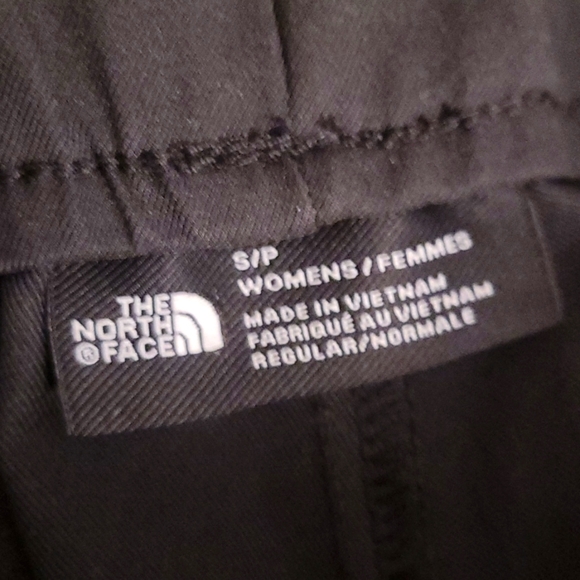 THE
NORTH
®FACE
S/P
WOMENS/FEMMES
MADE IN VIETNAM
FABRIQUÉ AU VIETNAM
REGULAR/NORMALE